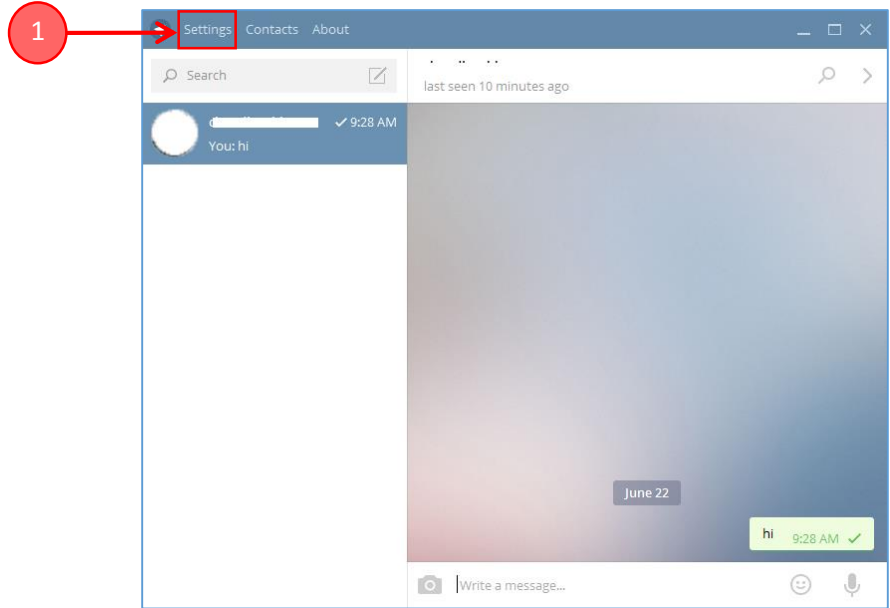 1
Settings Contacts About
Search
last seen 10 minutes ago
9:28 AM
You: hi
June 22
hi 9:28 AM
Write a message...